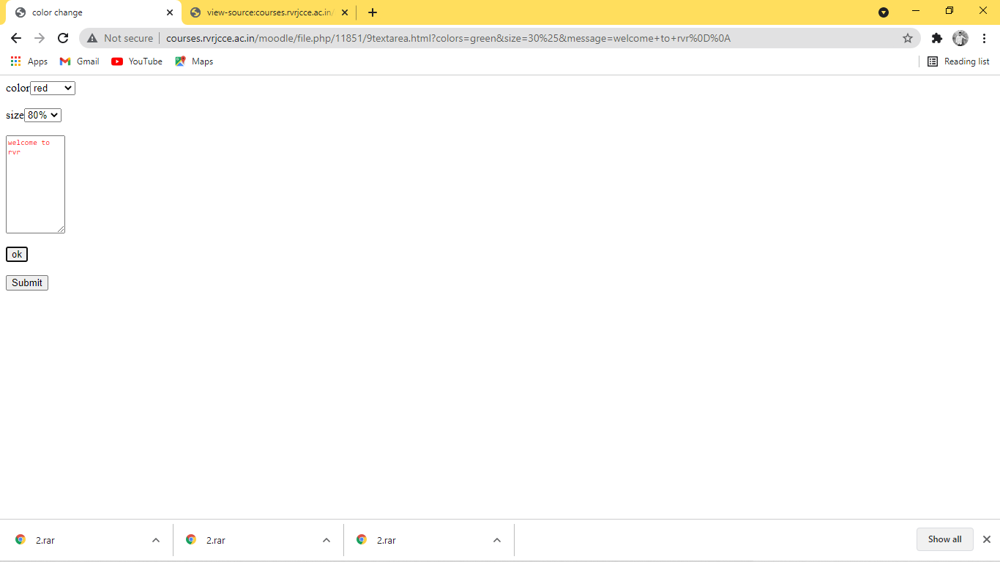 color change
view-source:courses.rvrjcce.ac.in/
Not secure
courses.rvrjcce.ac.in/moodle/file.php/11851/9textarea.html?colors=green&size=30%25&message=welcome+to+rvr%0D%0A
Apps Gmail YouTube Maps Reading list
color red
size 80%
welcome to
rvr
ok
Submit
2.rar 2.rar 2.rar Show all